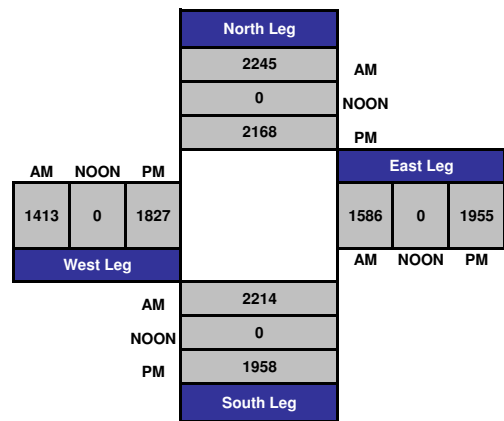 North Leg
2245
AM
0
NOON
2168
PM
AM NOON PM
East Leg
1413 0 1827
1586 0 1955
West Leg
AM NOON PM
AM
2214
NOON
0
PM
1958
South Leg